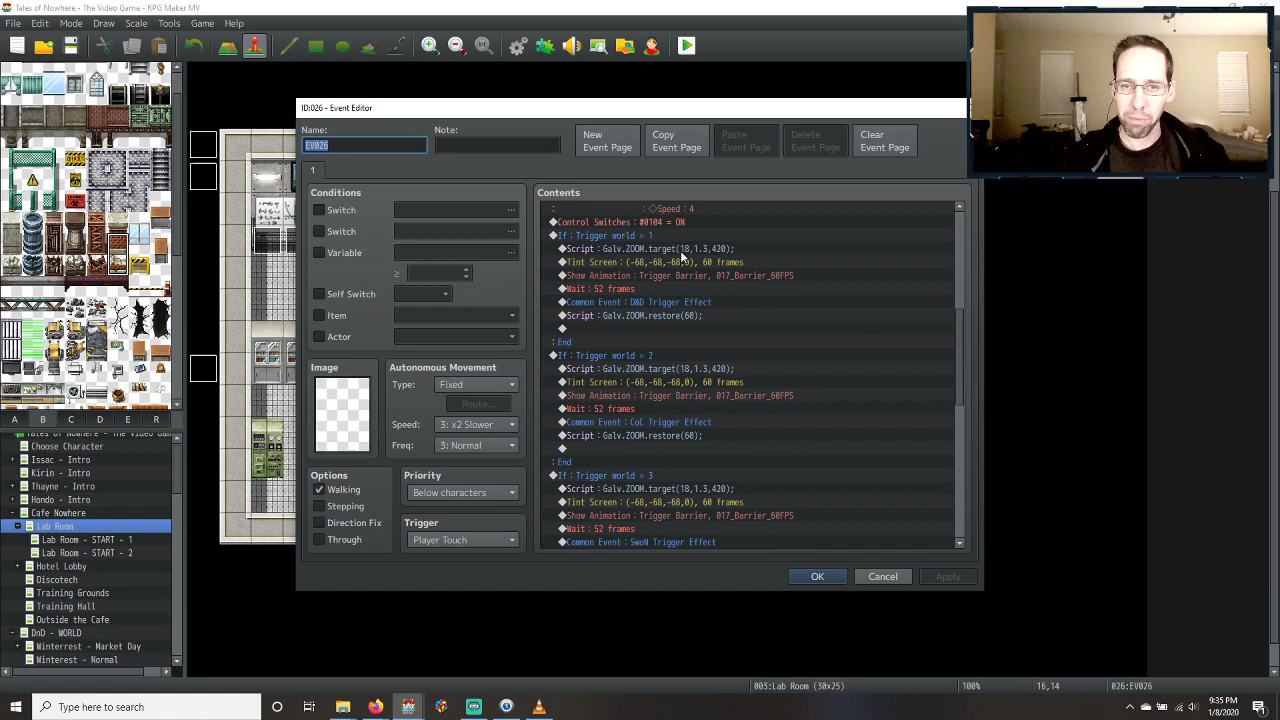 Tales of Nowhere - The Video Game - RPG Maker MV
File Edit Mode Draw Scale Tools Game Help
ID:026 - Event Editor
Name: Note:
EV026
New Event Page
Copy Event Page
Paste Event Page
Delete Event Page
Clear Event Page
1
Conditions
Switch ...
Switch ...
Variable ...
≥
Self Switch
Item
Actor
Image
Autonomous Movement
Type: Fixed
Route...
Speed: 3: x2 Slower
Freq: 3: Normal
Options
Walking
Stepping
Direction Fix
Through
Priority
Below characters
Trigger
Player Touch
Contents
: : ◇Speed : 4
◆Control Switches : #0104 = ON
◆If : Trigger world = 1
◆Script : Galv.ZOOM.target(18,1.3,420);
◆Tint Screen : (-68,-68,-68,0), 60 frames
◆Show Animation : Trigger Barrier, 017_Barrier_60FPS
◆Wait : 52 frames
◆Common Event : D&D Trigger Effect
◆Script : Galv.ZOOM.restore(60);
◆
: End
◆If : Trigger world = 2
◆Script : Galv.ZOOM.target(18,1.3,420);
◆Tint Screen : (-68,-68,-68,0), 60 frames
◆Show Animation : Trigger Barrier, 017_Barrier_60FPS
◆Wait : 52 frames
◆Common Event : CoC Trigger Effect
◆Script : Galv.ZOOM.restore(60);
◆
: End
◆If : Trigger world = 3
◆Script : Galv.ZOOM.target(18,1.3,420);
◆Tint Screen : (-68,-68,-68,0), 60 frames
◆Show Animation : Trigger Barrier, 017_Barrier_60FPS
◆Wait : 52 frames
◆Common Event : SwoN Trigger Effect
OK Cancel Apply
A B C D E R
Tales of Nowhere - The Video Gam
Choose Character
Issac - Intro
Kirin - Intro
Thayne - Intro
Hondo - Intro
Cafe Nowhere
Lab Room
Lab Room - START - 1
Lab Room - START - 2
Hotel Lobby
Discotech
Training Grounds
Training Hall
Outside the Cafe
DnD - WORLD
Winterrest - Market Day
Winterest - Normal
003:Lab Room (30x25) 100% 16,14 026:EV026
Type here to search
9:35 PM
1/8/2020